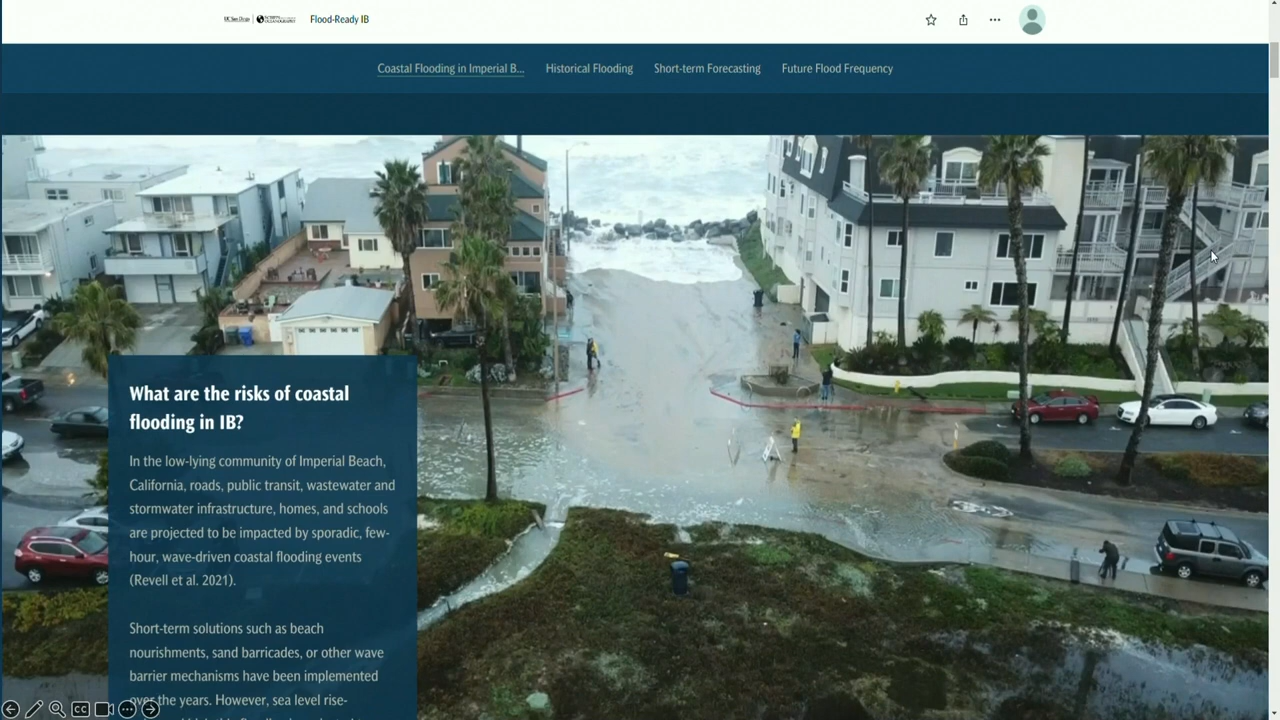 UC San Diego
Flood-Ready IB
Coastal Flooding in Imperial B...
Historical Flooding
Short-term Forecasting
Future Flood Frequency
What are the risks of coastal
flooding in IB?
In the low-lying community of Imperial Beach,
California, roads, public transit, wastewater and
stormwater infrastructure, homes, and schools
are projected to be impacted by sporadic, few-
hour, wave-driven coastal flooding events
(Revell et al. 2021).
Short-term solutions such as beach
nourishments, sand barricades, or other wave
barrier mechanisms have been implemented
over the years. However, sea level rise-
CC